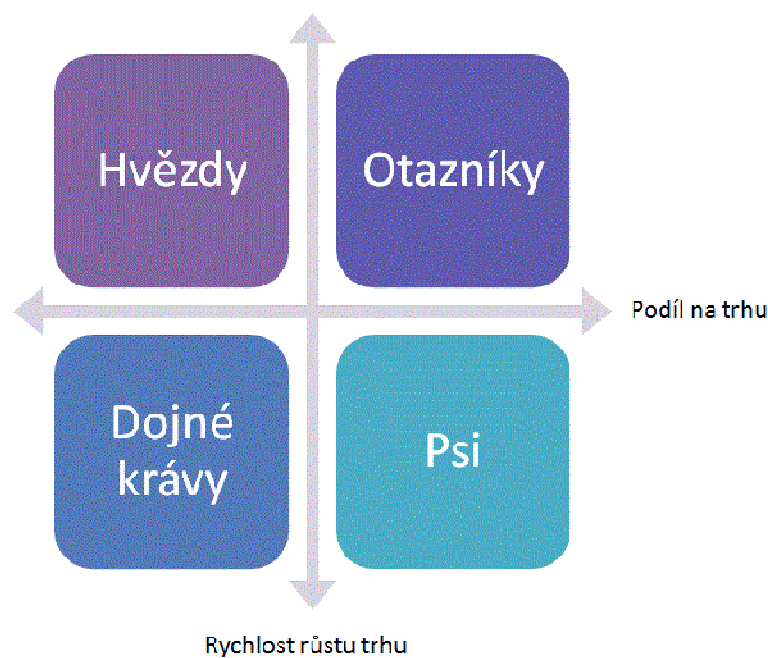 Hvězdy
Otazníky
Podíl na trhu
Dojné
krávy
Psi
Rychlost růstu trhu